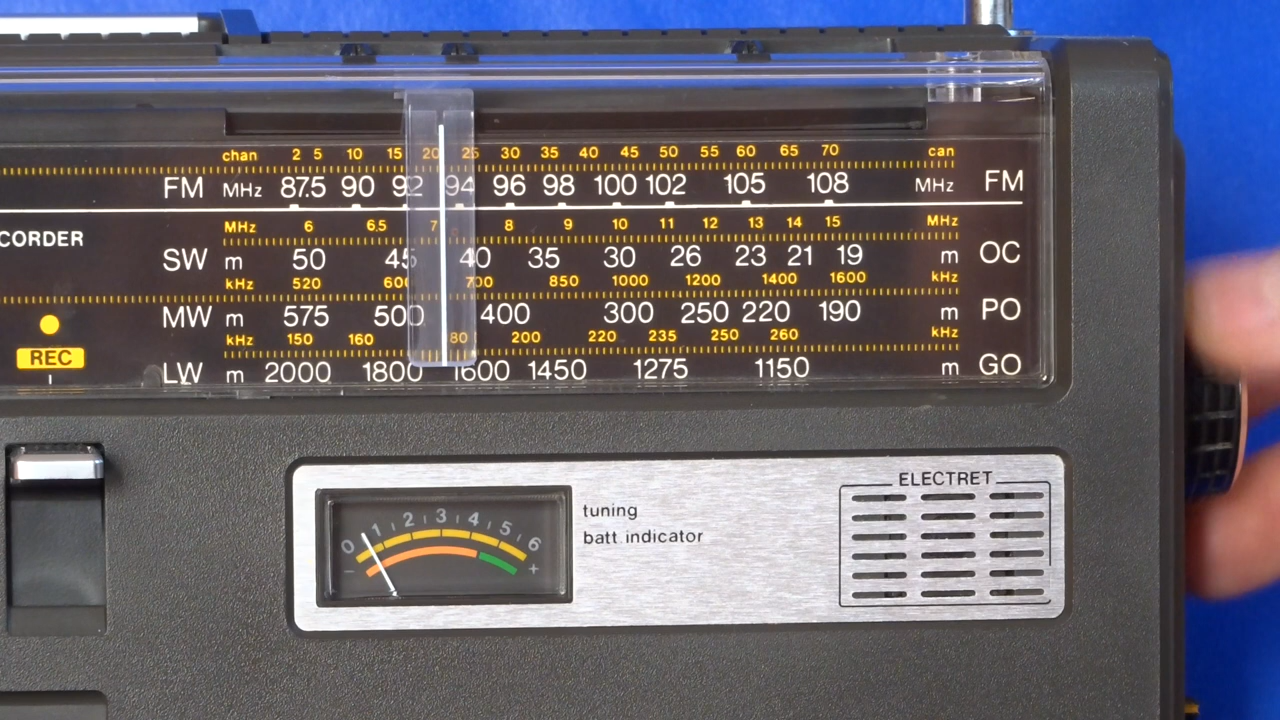 chan 2 5 10 15 20 25 30 35 40 45 50 55 60 65 70 can
FM MHz 87.5 90 92 94 96 98 100 102 105 108 MHz FM
MHz 6 6.5 7 8 9 10 11 12 13 14 15 MHz
CORDER
SW m 50 45 40 35 30 26 23 21 19 m OC
kHz 520 600 700 850 1000 1200 1400 1600 kHz
MW m 575 500 400 300 250 220 190 m PO
kHz 150 160 80 200 220 235 250 260 kHz
REC
LW m 2000 1800 1600 1450 1275 1150 m GO
ELECTRET
0 1 2 3 4 5 6
- +
tuning
batt. indicator